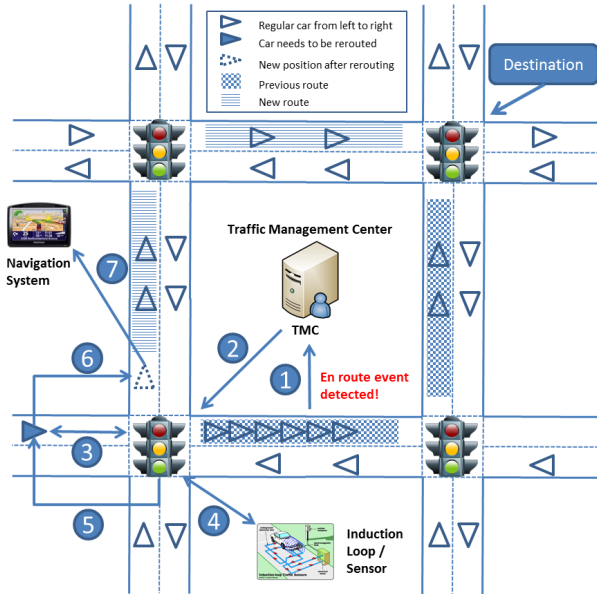 Regular car from left to right
Car needs to be rerouted
New position after rerouting
Previous route
New route
Destination
Traffic Management Center
Navigation
System
7
TMC
2
1
6
En route event
detected!
3
5
4
Induction
Loop /
Sensor